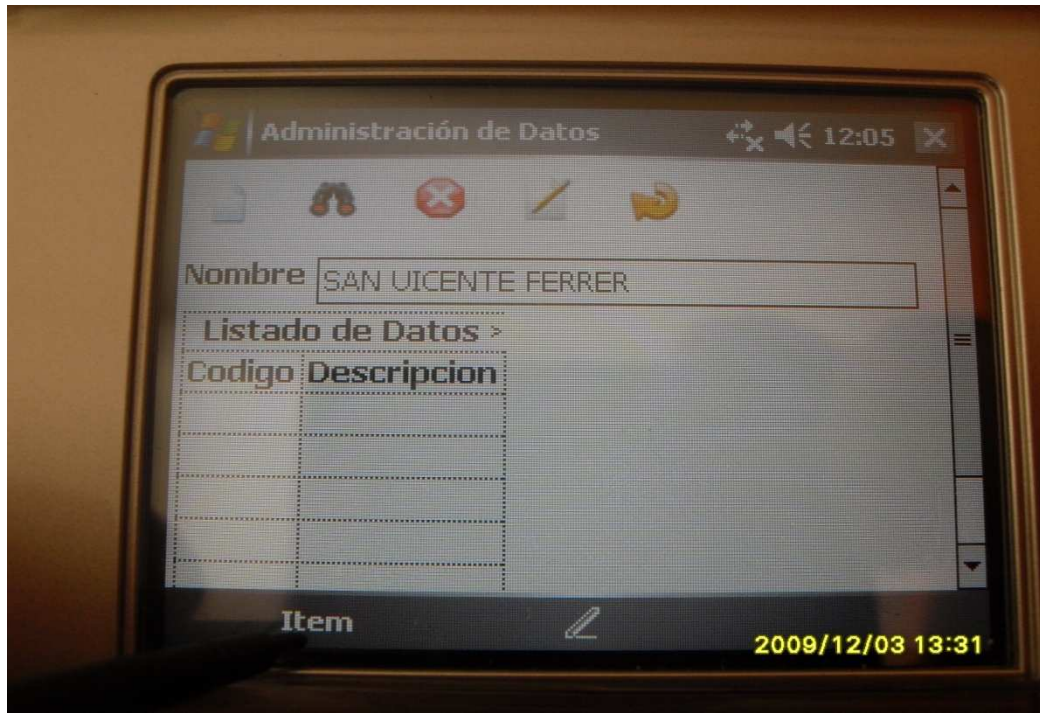 Administración de Datos 12:05
Nombre SAN VICENTE FERRER
Listado de Datos >
Codigo Descripcion
Item
2009/12/03 13:31